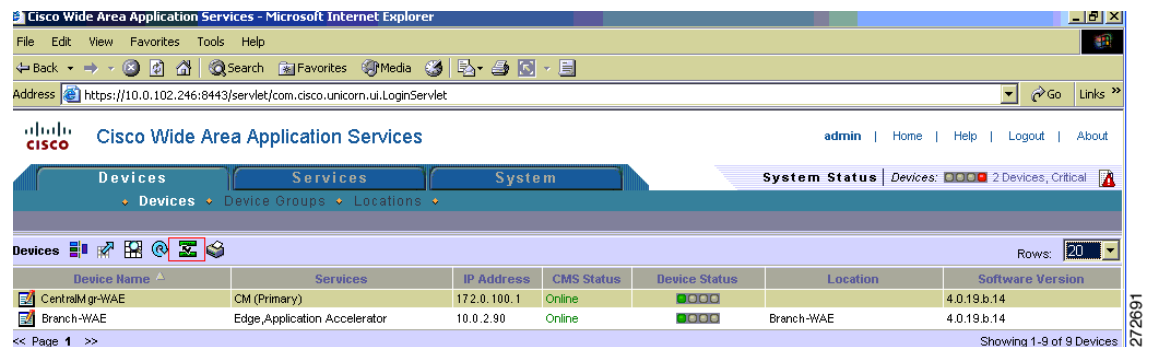 Cisco Wide Area Application Services - Microsoft Internet Explorer
File Edit View Favorites Tools Help
Back Search Favorites Media
Address https://10.0.102.246:8443/servlet/com.cisco.unicorn.ui.LoginServlet Go Links »
cisco Cisco Wide Area Application Services admin | Home | Help | Logout | About
Devices Services System System Status | Devices: 2 Devices, Critical
Devices Device Groups Locations
Devices Rows: 20
Device Name Services IP Address CMS Status Device Status Location Software Version
CentralMgr-WAE CM (Primary) 172.0.100.1 Online 4.0.19.b.14
Branch-WAE Edge,Application Accelerator 10.0.2.90 Online Branch-WAE 4.0.19.b.14
<< Page 1 >> Showing 1-9 of 9 Devices
272691